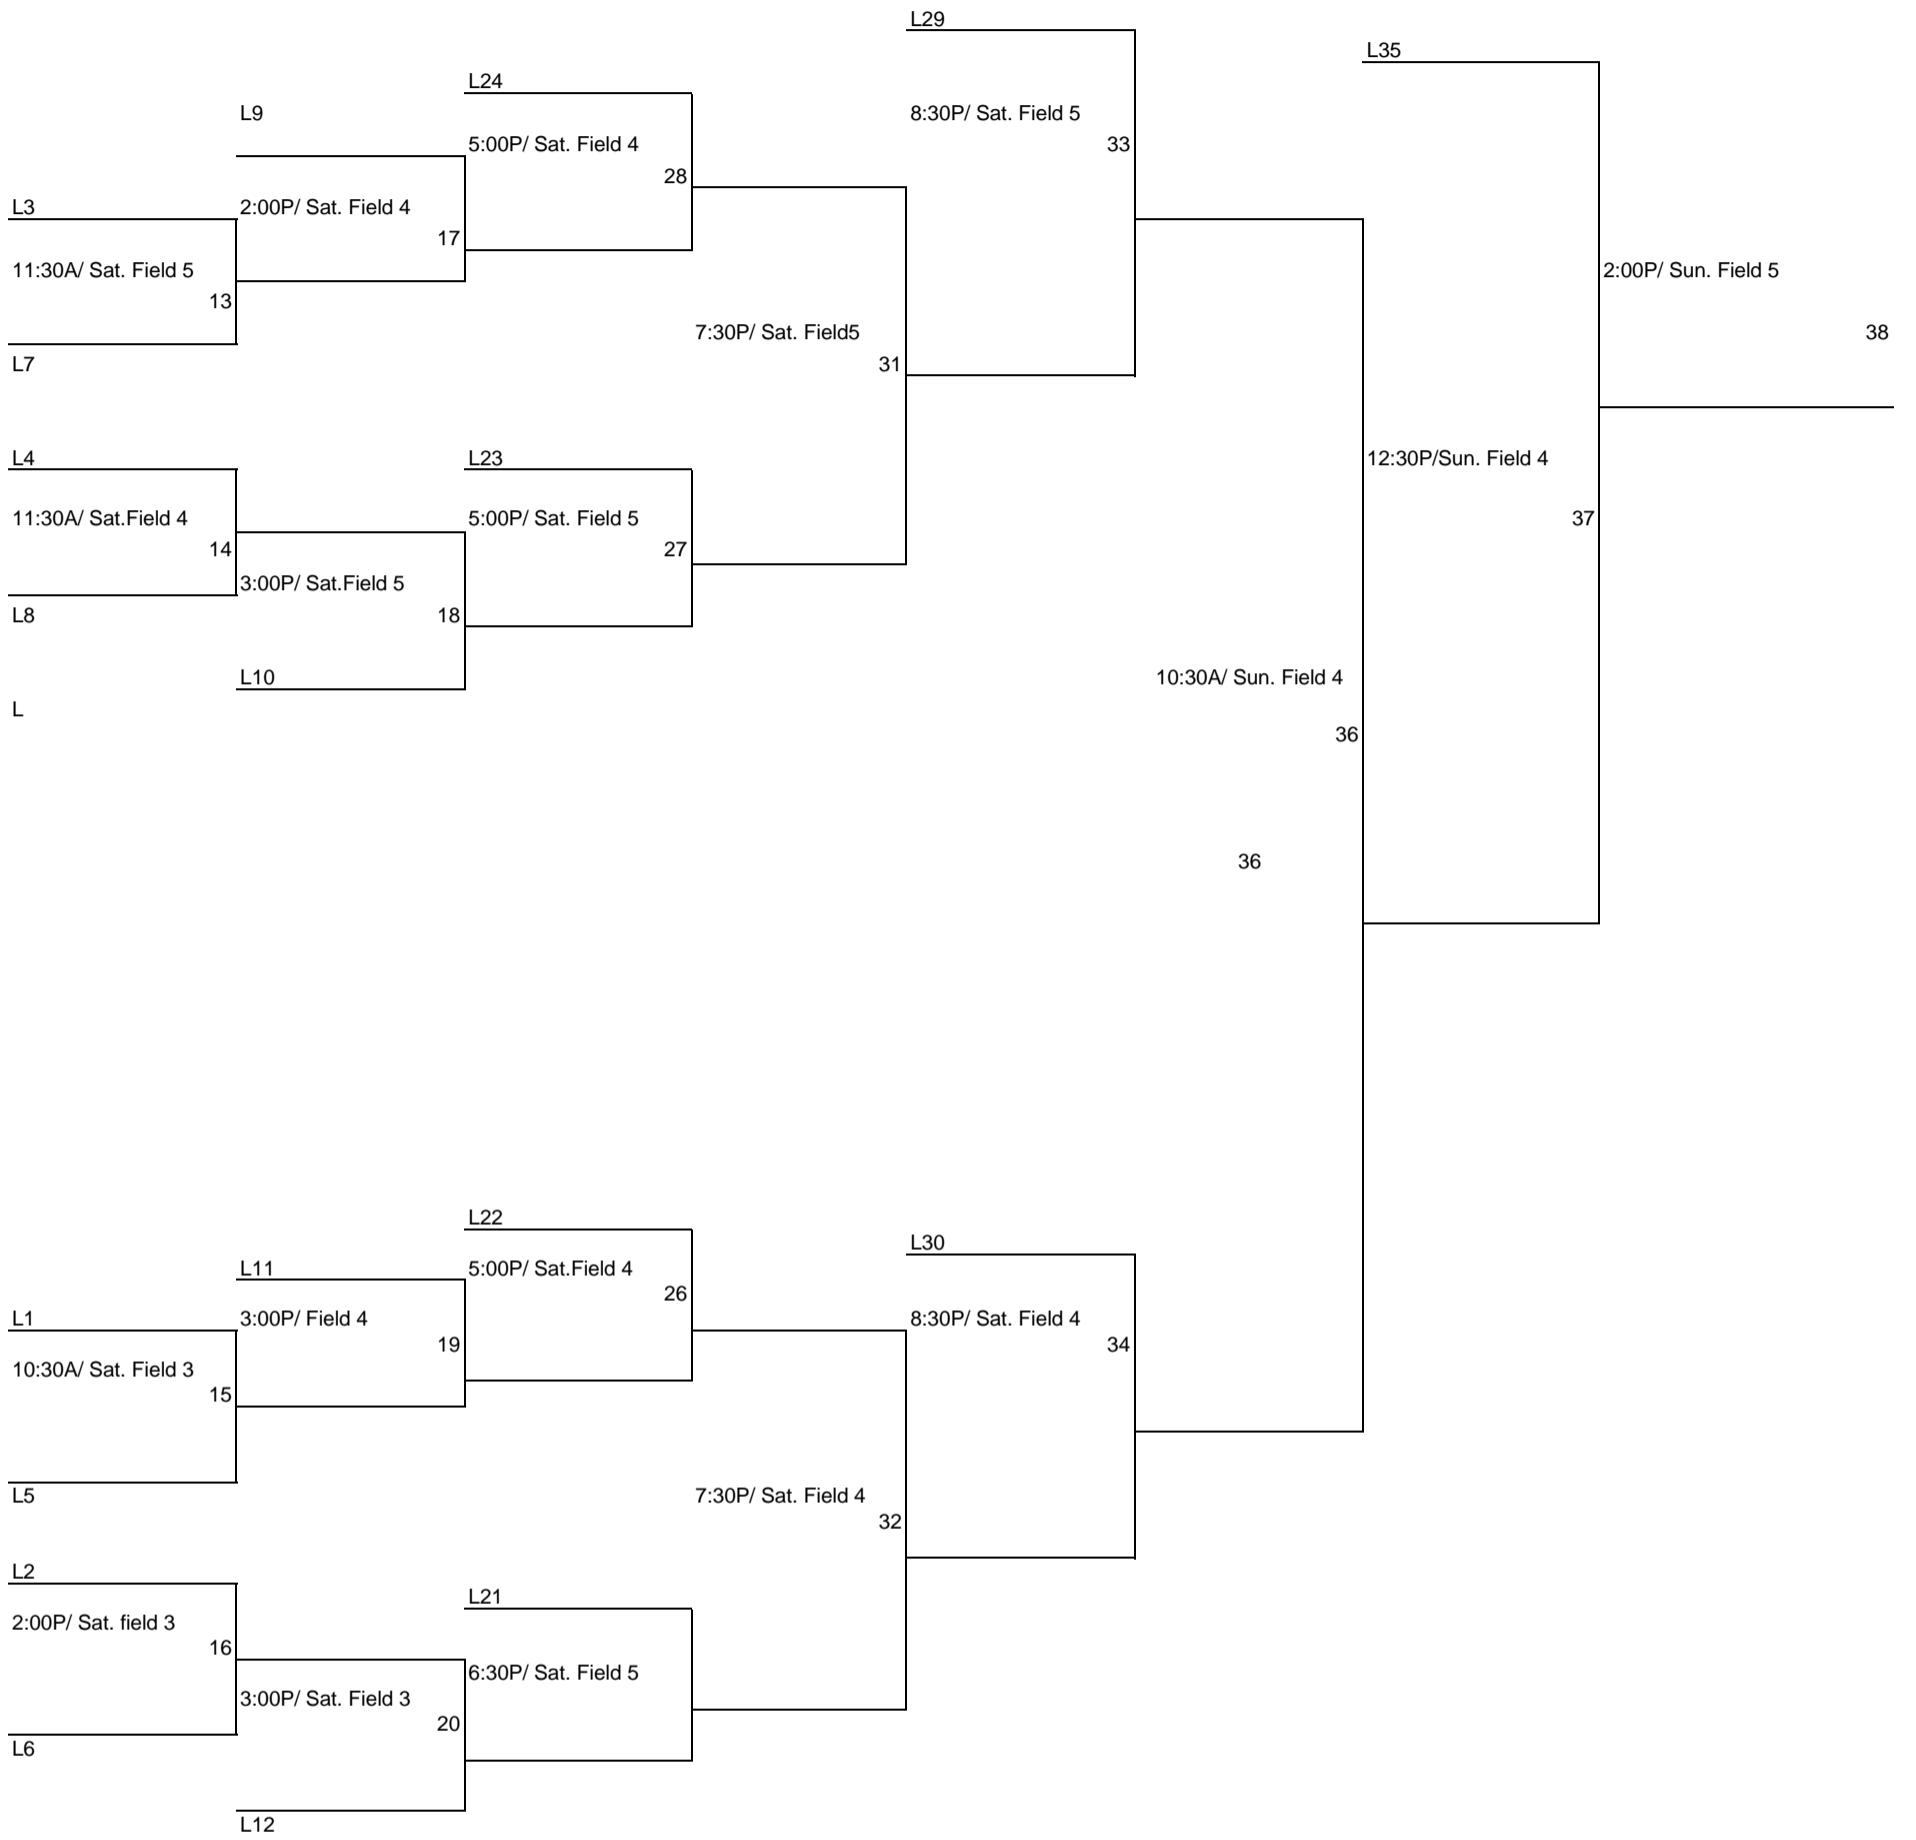 L29
L35
L24
L9
8:30P/ Sat. Field 5
5:00P/ Sat. Field 4
33
28
L3
2:00P/ Sat. Field 4
17
11:30A/ Sat. Field 5
2:00P/ Sun. Field 5
13
7:30P/ Sat. Field5
38
L7
31
L4
L23
12:30P/Sun. Field 4
11:30A/ Sat.Field 4
5:00P/ Sat. Field 5
37
14
27
3:00P/ Sat.Field 5
L8
18
L10
10:30A/ Sun. Field 4
L
36
36
L22
L30
L11
5:00P/ Sat.Field 4
26
L1
3:00P/ Field 4
8:30P/ Sat. Field 4
19
34
10:30A/ Sat. Field 3
15
L5
7:30P/ Sat. Field 4
32
L2
L21
2:00P/ Sat. field 3
16
6:30P/ Sat. Field 5
3:00P/ Sat. Field 3
20
L6
L12